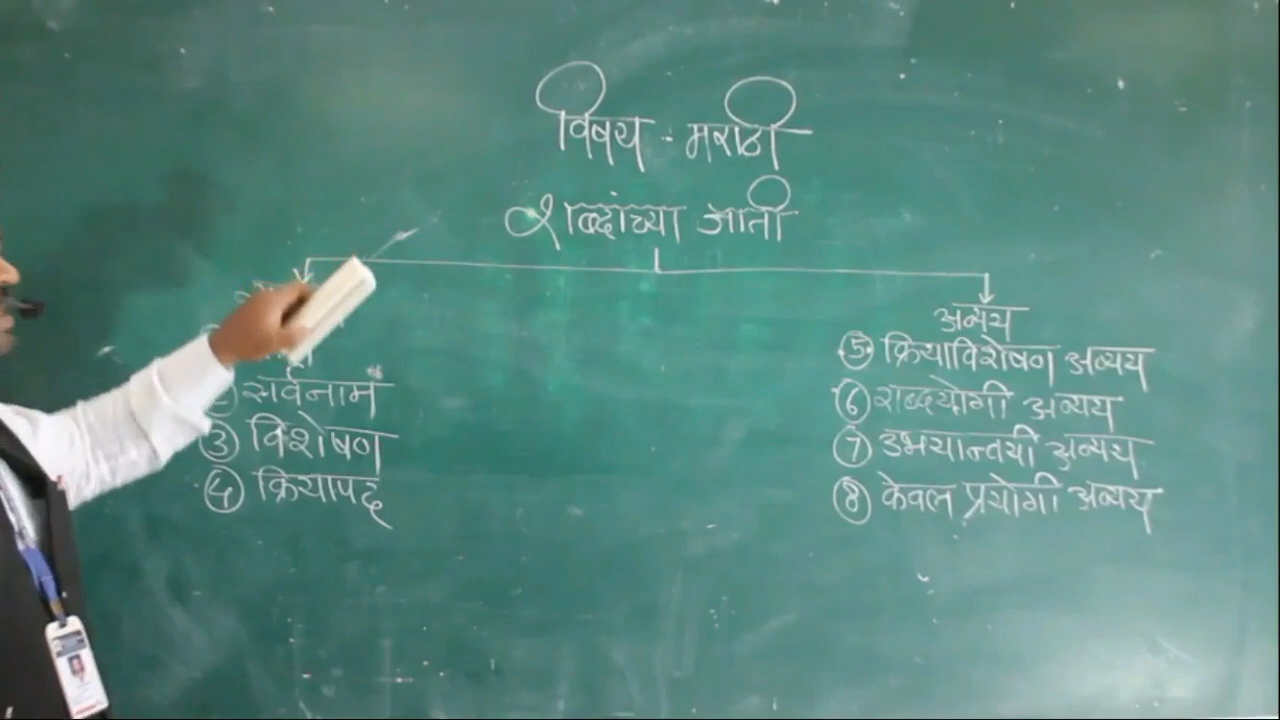 विषय - मराठी
शब्दांच्या जाती
सर्वनाम
③ विशेषण
④ क्रियापद
अव्यय
⑤ क्रियाविशेषण अव्यय
⑥ शब्दयोगी अव्यय
⑦ उभयान्वयी अव्यय
⑧ केवल प्रयोगी अव्यय